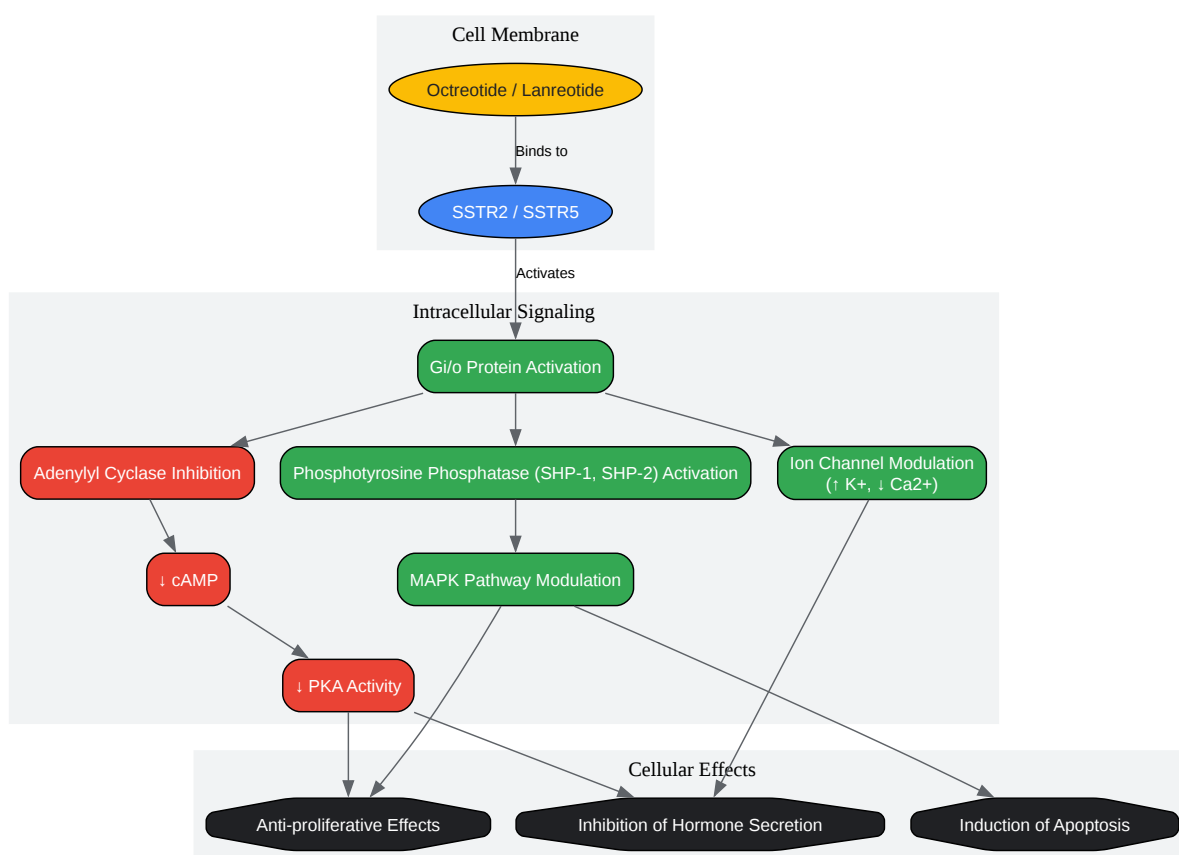 Cell Membrane
Octreotide / Lanreotide
Binds to
SSTR2 / SSTR5
Activates
Intracellular Signaling
Gi/o Protein Activation
Adenylyl Cyclase Inhibition
Phosphotyrosine Phosphatase (SHP-1, SHP-2) Activation
Ion Channel Modulation
(↑ K+, ↓ Ca2+)
↓ cAMP
MAPK Pathway Modulation
↓ PKA Activity
Cellular Effects
Anti-proliferative Effects
Inhibition of Hormone Secretion
Induction of Apoptosis